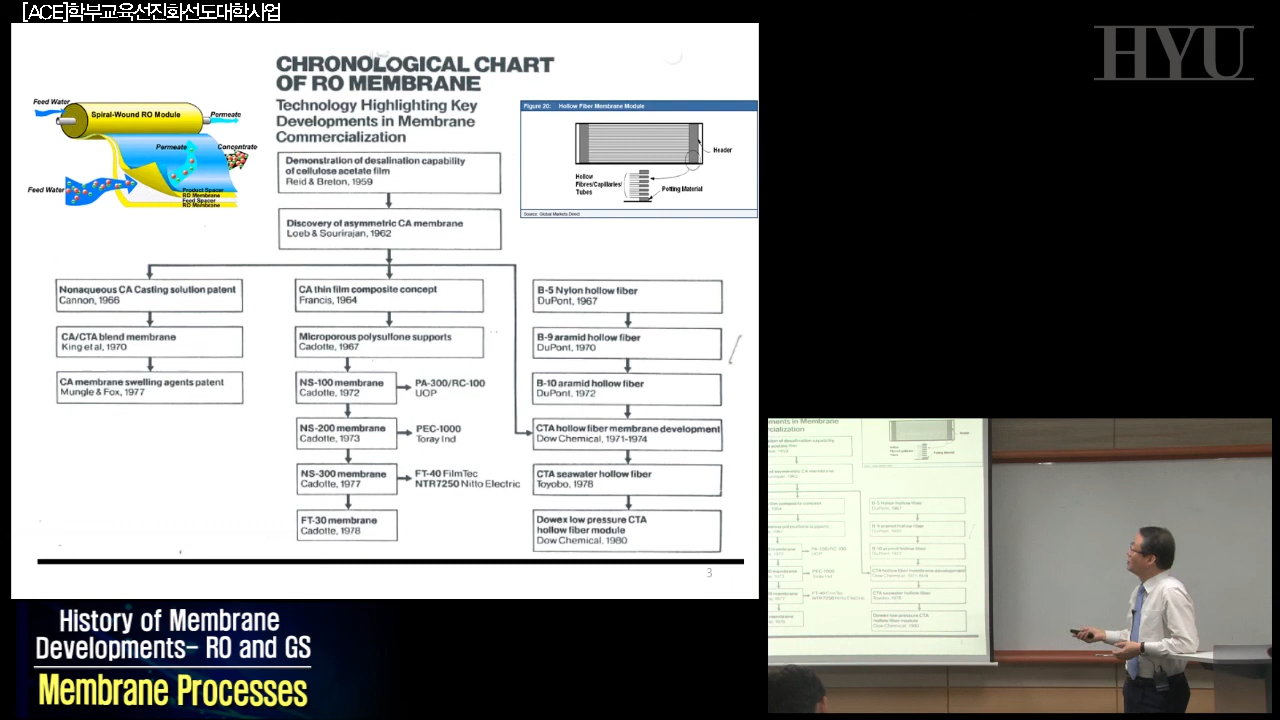 [ACE]학부교육선진화선도대학사업
HYU
CHRONOLOGICAL CHART
OF RO MEMBRANE
Technology Highlighting Key
Developments in Membrane
Commercialization
Feed Water
Spiral-Wound RO Module
Permeate
Permeate
Concentrate
Feed Water
Product Spacer
RO Membrane
Feed Spacer
RO Membrane
Figure 20: Hollow Fiber Membrane Module
Header
Hollow
Fibres/Capillaries/
Tubes
Potting Material
Source: Global Markets Direct
Demonstration of desalination capability
of cellulose acetate film
Reid & Breton, 1959
Discovery of asymmetric CA membrane
Loeb & Sourirajan, 1962
Nonaqueous CA Casting solution patent
Cannon, 1966
CA/CTA blend membrane
King et al, 1970
CA membrane swelling agents patent
Mungle & Fox, 1977
CA thin film composite concept
Francis, 1964
Microporous polysulfone supports
Cadotte, 1967
NS-100 membrane
Cadotte, 1972
PA-300/RC-100
UOP
NS-200 membrane
Cadotte, 1973
PEC-1000
Toray Ind
NS-300 membrane
Cadotte, 1977
FT-40 FilmTec
NTR7250 Nitto Electric
FT-30 membrane
Cadotte, 1978
B-5 Nylon hollow fiber
DuPont, 1967
B-9 aramid hollow fiber
DuPont, 1970
B-10 aramid hollow fiber
DuPont, 1972
CTA hollow fiber membrane development
Dow Chemical, 1971-1974
CTA seawater hollow fiber
Toyobo, 1978
Dowex low pressure CTA
hollow fiber module
Dow Chemical, 1980
3
History of Membrane
Developments- RO and GS
Membrane Processes